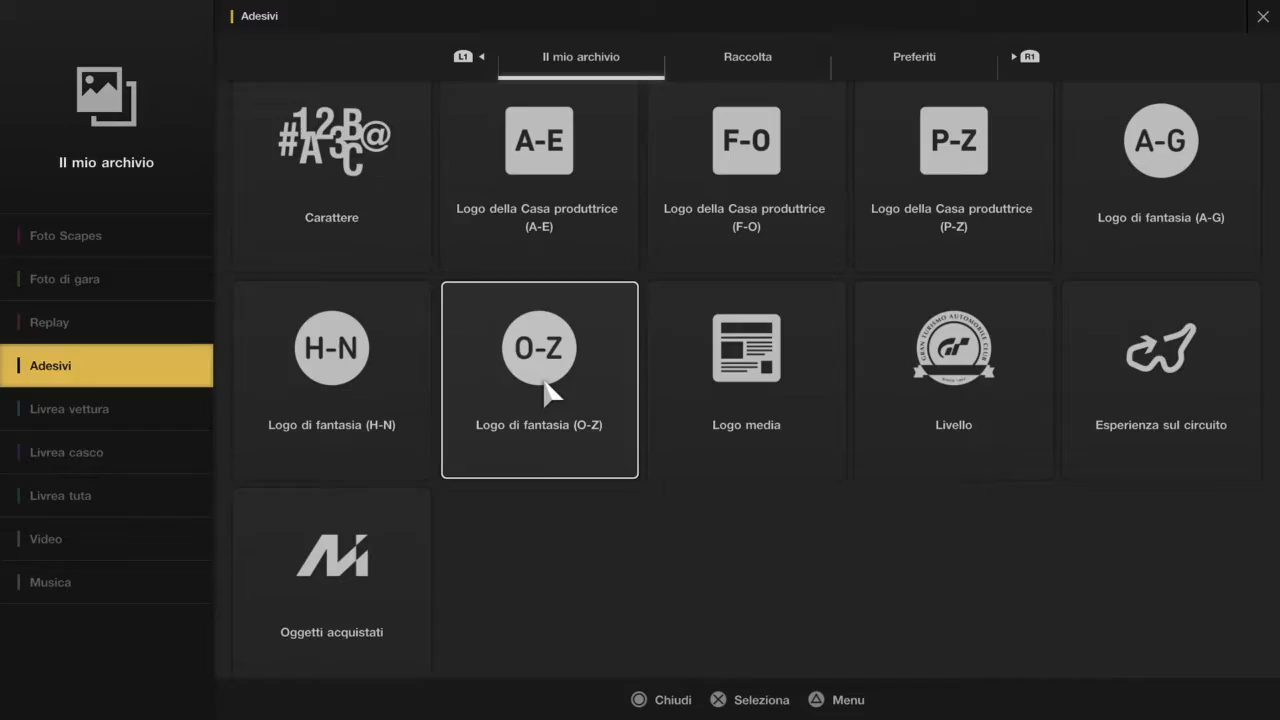 Adesivi
L1
Il mio archivio
Raccolta
Preferiti
R1
Il mio archivio
Foto Scapes
Foto di gara
Replay
Adesivi
Livrea vettura
Livrea casco
Livrea tuta
Video
Musica
#123B@
A3C
Carattere
A-E
Logo della Casa produttrice
(A-E)
F-O
Logo della Casa produttrice
(F-O)
P-Z
Logo della Casa produttrice
(P-Z)
A-G
Logo di fantasia (A-G)
H-N
Logo di fantasia (H-N)
O-Z
Logo di fantasia (O-Z)
Logo media
GRAN TURISMO AUTOMOBILE CLUB
GT
Livello
Esperienza sul circuito
Oggetti acquistati
Chiudi
Seleziona
Menu